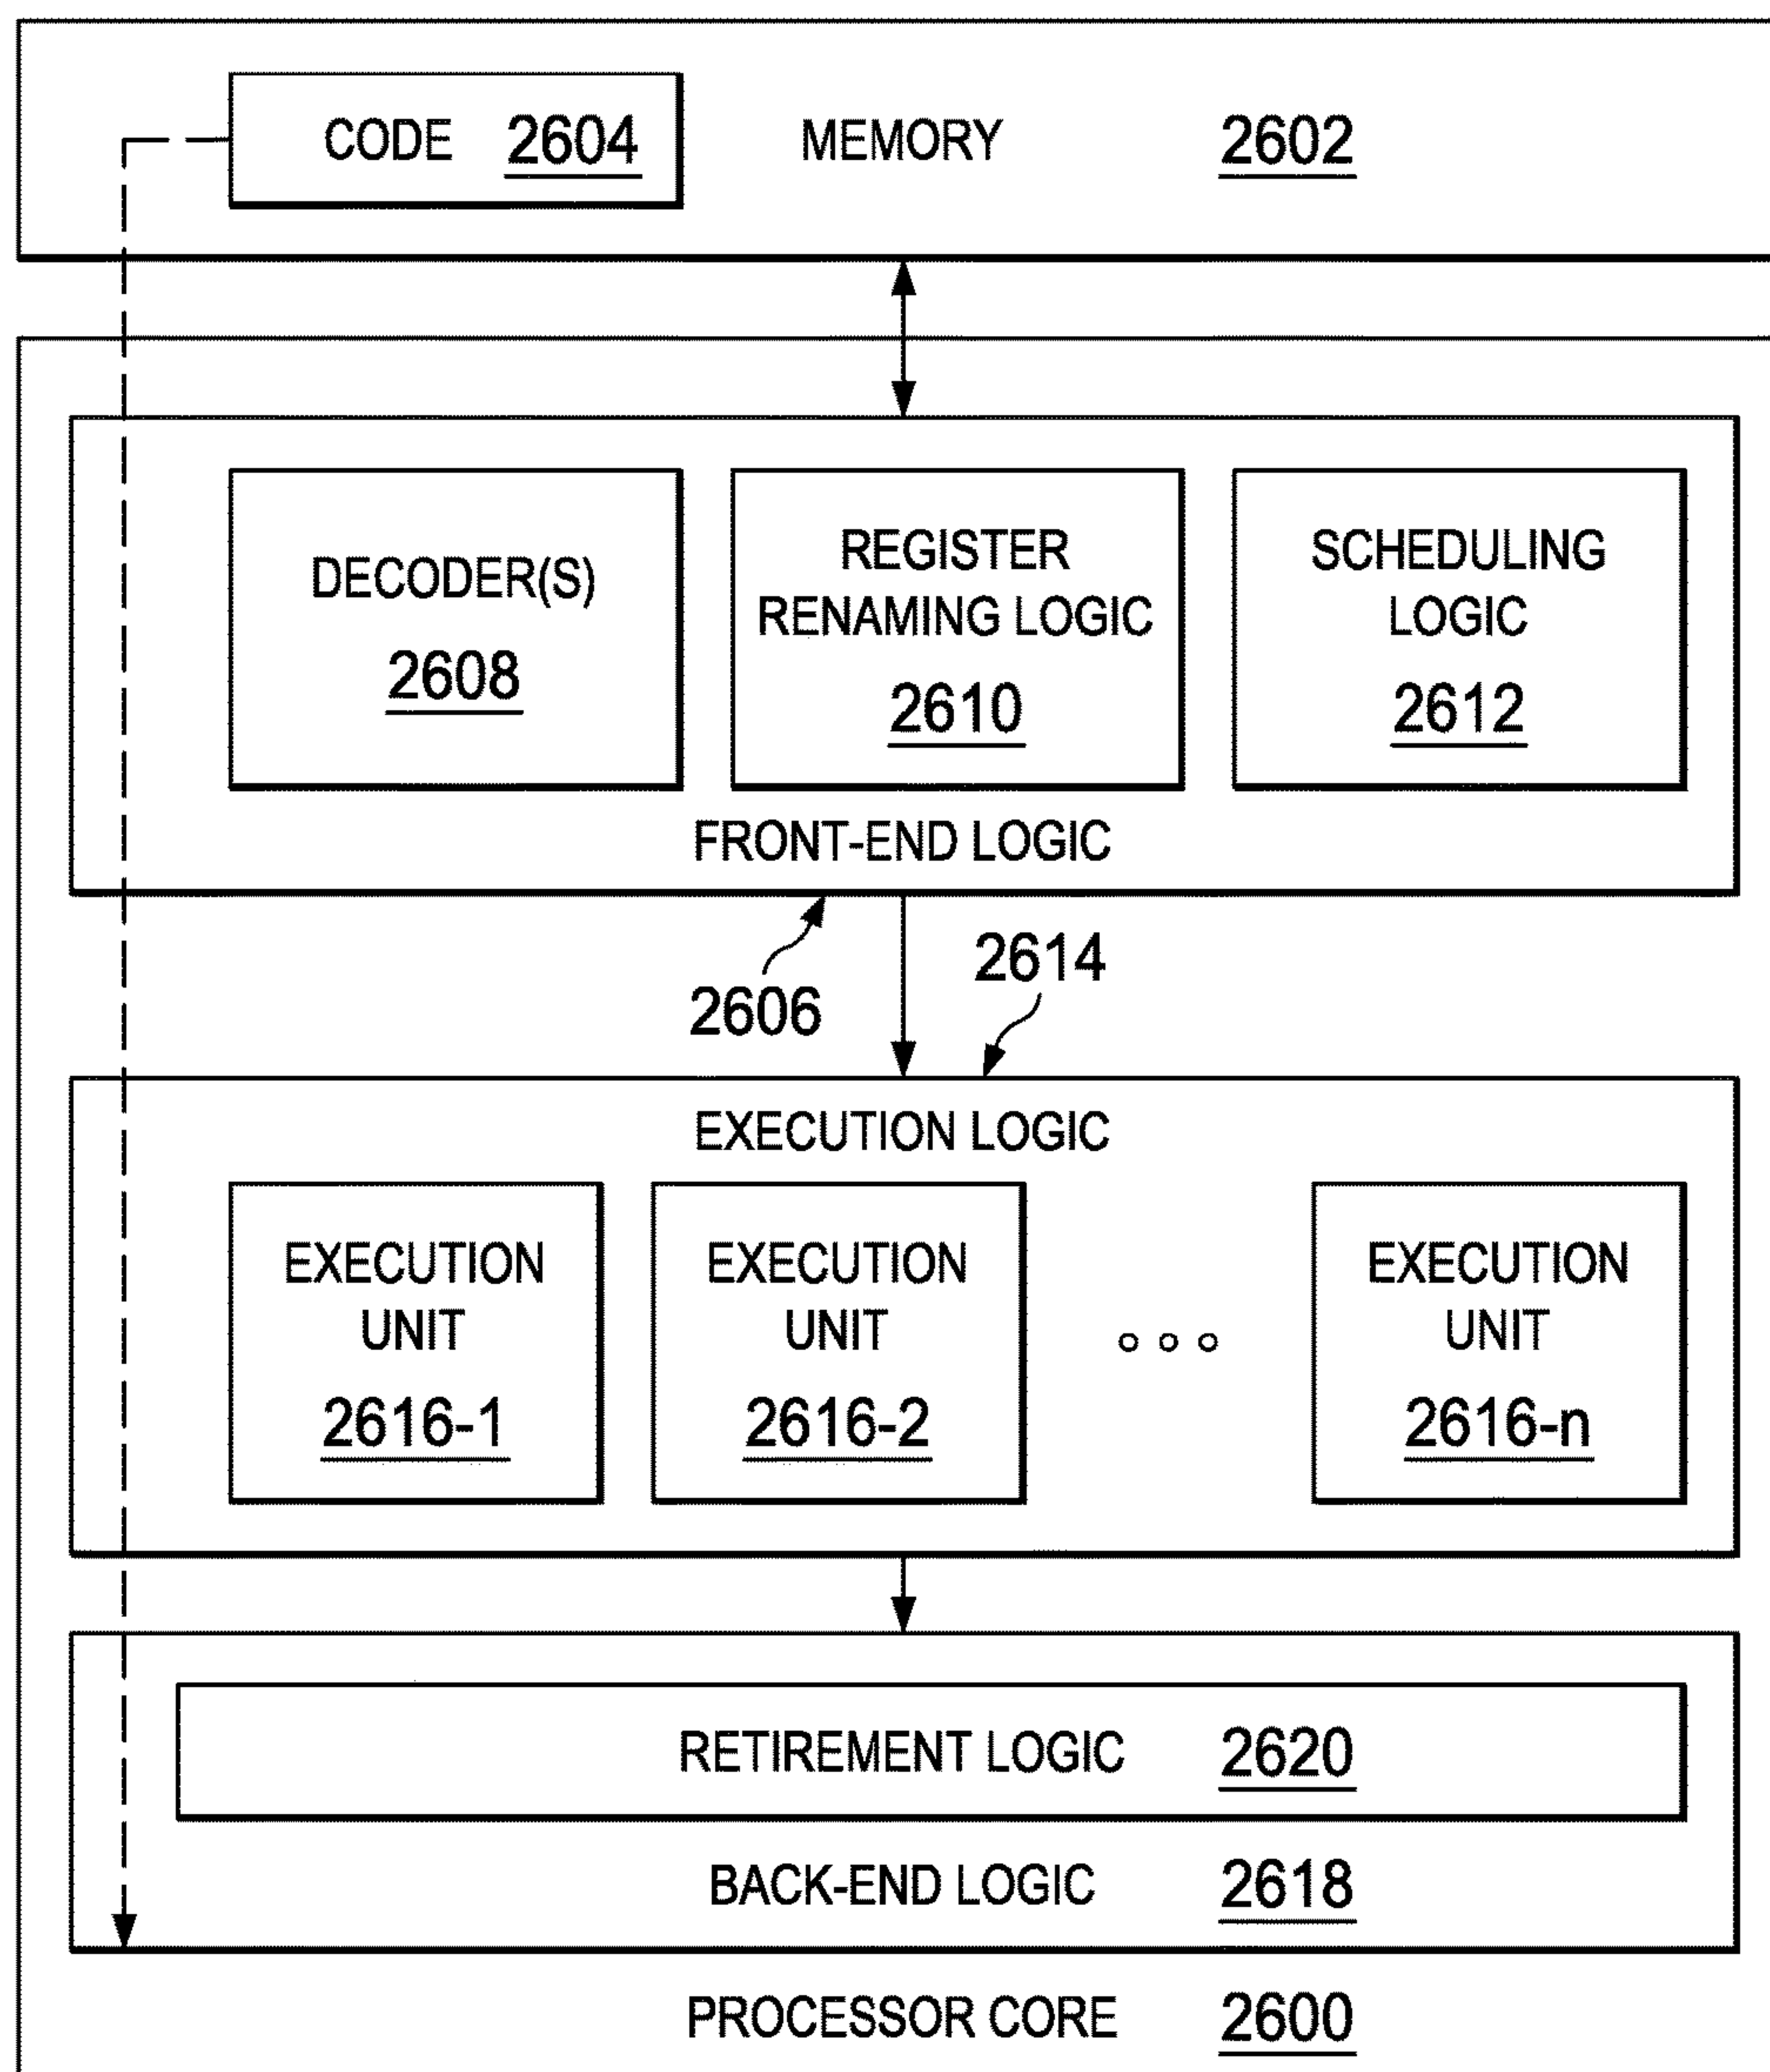 CODE 2604 MEMORY 2602
DECODER(S)
2608
REGISTER
RENAMING LOGIC
2610
SCHEDULING
LOGIC
2612
FRONT-END LOGIC
2606
2614
EXECUTION LOGIC
EXECUTION
UNIT
2616-1
EXECUTION
UNIT
2616-2
EXECUTION
UNIT
2616-n
RETIREMENT LOGIC 2620
BACK-END LOGIC 2618
PROCESSOR CORE 2600